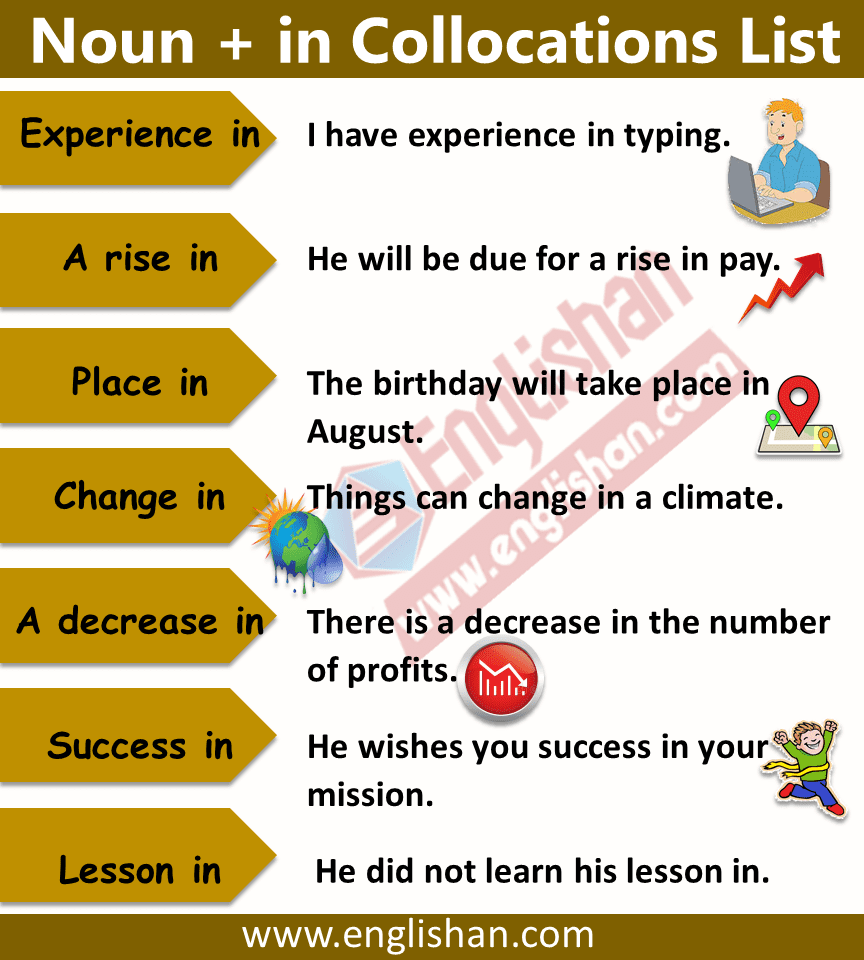 Noun + in Collocations List
Experience in
I have experience in typing.
A rise in
He will be due for a rise in pay.
Place in
The birthday will take place in
August.
Change in
Things can change in a climate.
A decrease in
There is a decrease in the number
of profits.
Success in
He wishes you success in your
mission.
Lesson in
He did not learn his lesson in.
Englishan
www.englishan.com
www.englishan.com